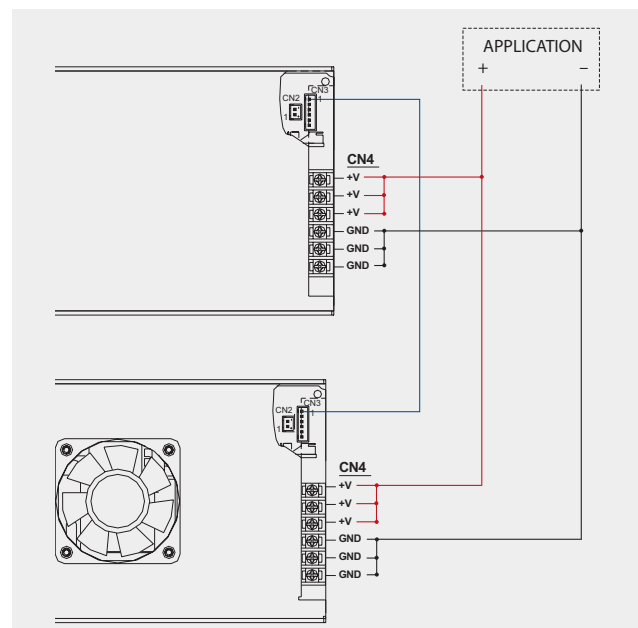 APPLICATION
+ –
CN3
CN2 1
1
CN4
+V
+V
+V
GND
GND
GND
CN3
CN2 1
1
CN4
+V
+V
+V
GND
GND
GND